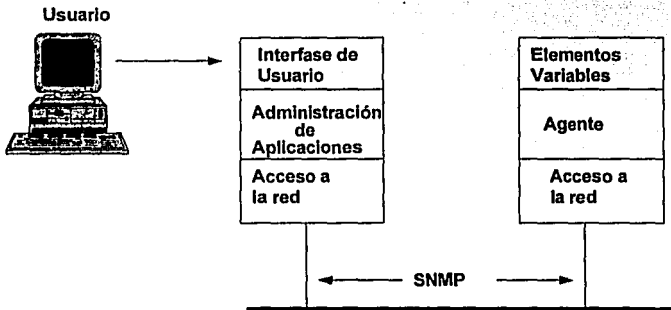 Usuario
Interfase de
Usuario
Administración
de
Aplicaciones
Acceso a
la red
Elementos
Variables
Agente
Acceso a
la red
SNMP